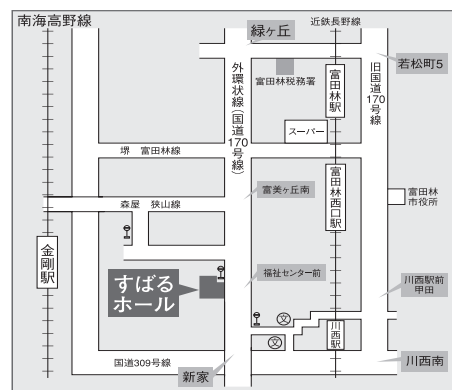 南海高野線
緑ヶ丘
近鉄長野線
若松町5
外環状線(国道170号線)
富田林税務署
富田林駅
旧国道170号線
スーパー
堺 富田林線
富田林西口駅
富美ヶ丘南
富田林
市役所
森屋 狭山線
金剛駅
すばる
ホール
福祉センター前
川西駅前
甲田
文
文
川西駅
国道309号線
新家
川西南